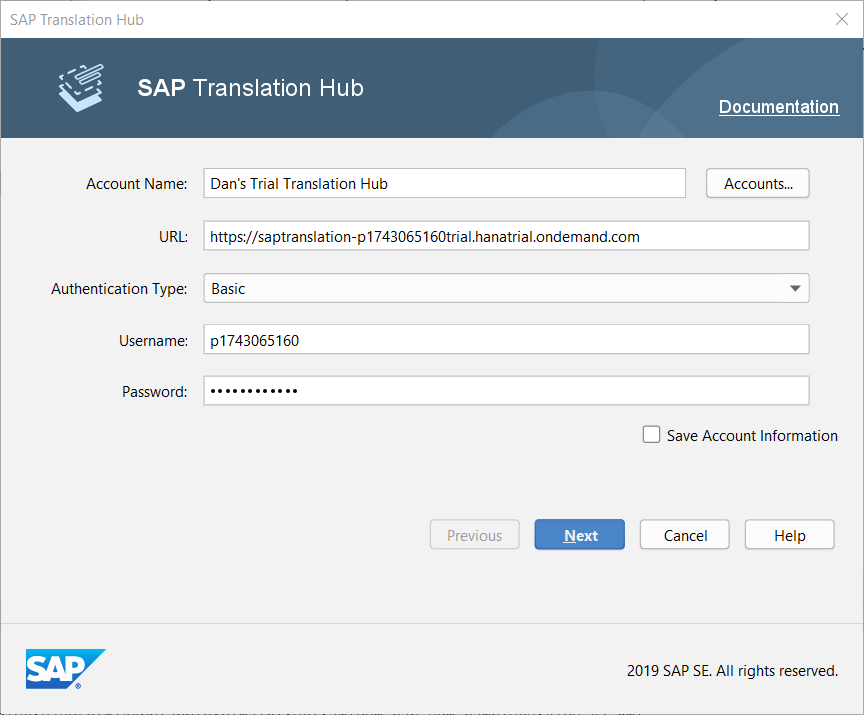 SAP Translation Hub
SAP Translation Hub
Documentation
Account Name: Dan's Trial Translation Hub Accounts...
URL: https://saptranslation-p1743065160trial.hanatrial.ondemand.com
Authentication Type: Basic
Username: p1743065160
Password: ••••••••••••
Save Account Information
Previous Next Cancel Help
SAP ®
2019 SAP SE. All rights reserved.